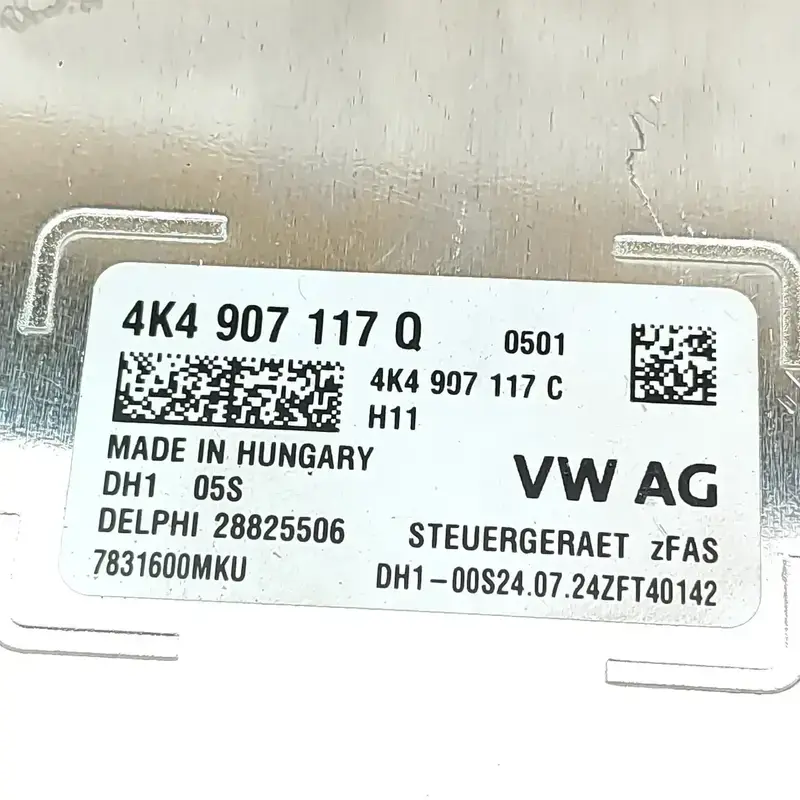 4K4 907 117 Q 0501
4K4 907 117 C
H11
MADE IN HUNGARY
DH1 05S
VW AG
DELPHI 28825506
STEUERGERAET zFAS
7831600MKU
DH1-00S24.07.24ZFT40142